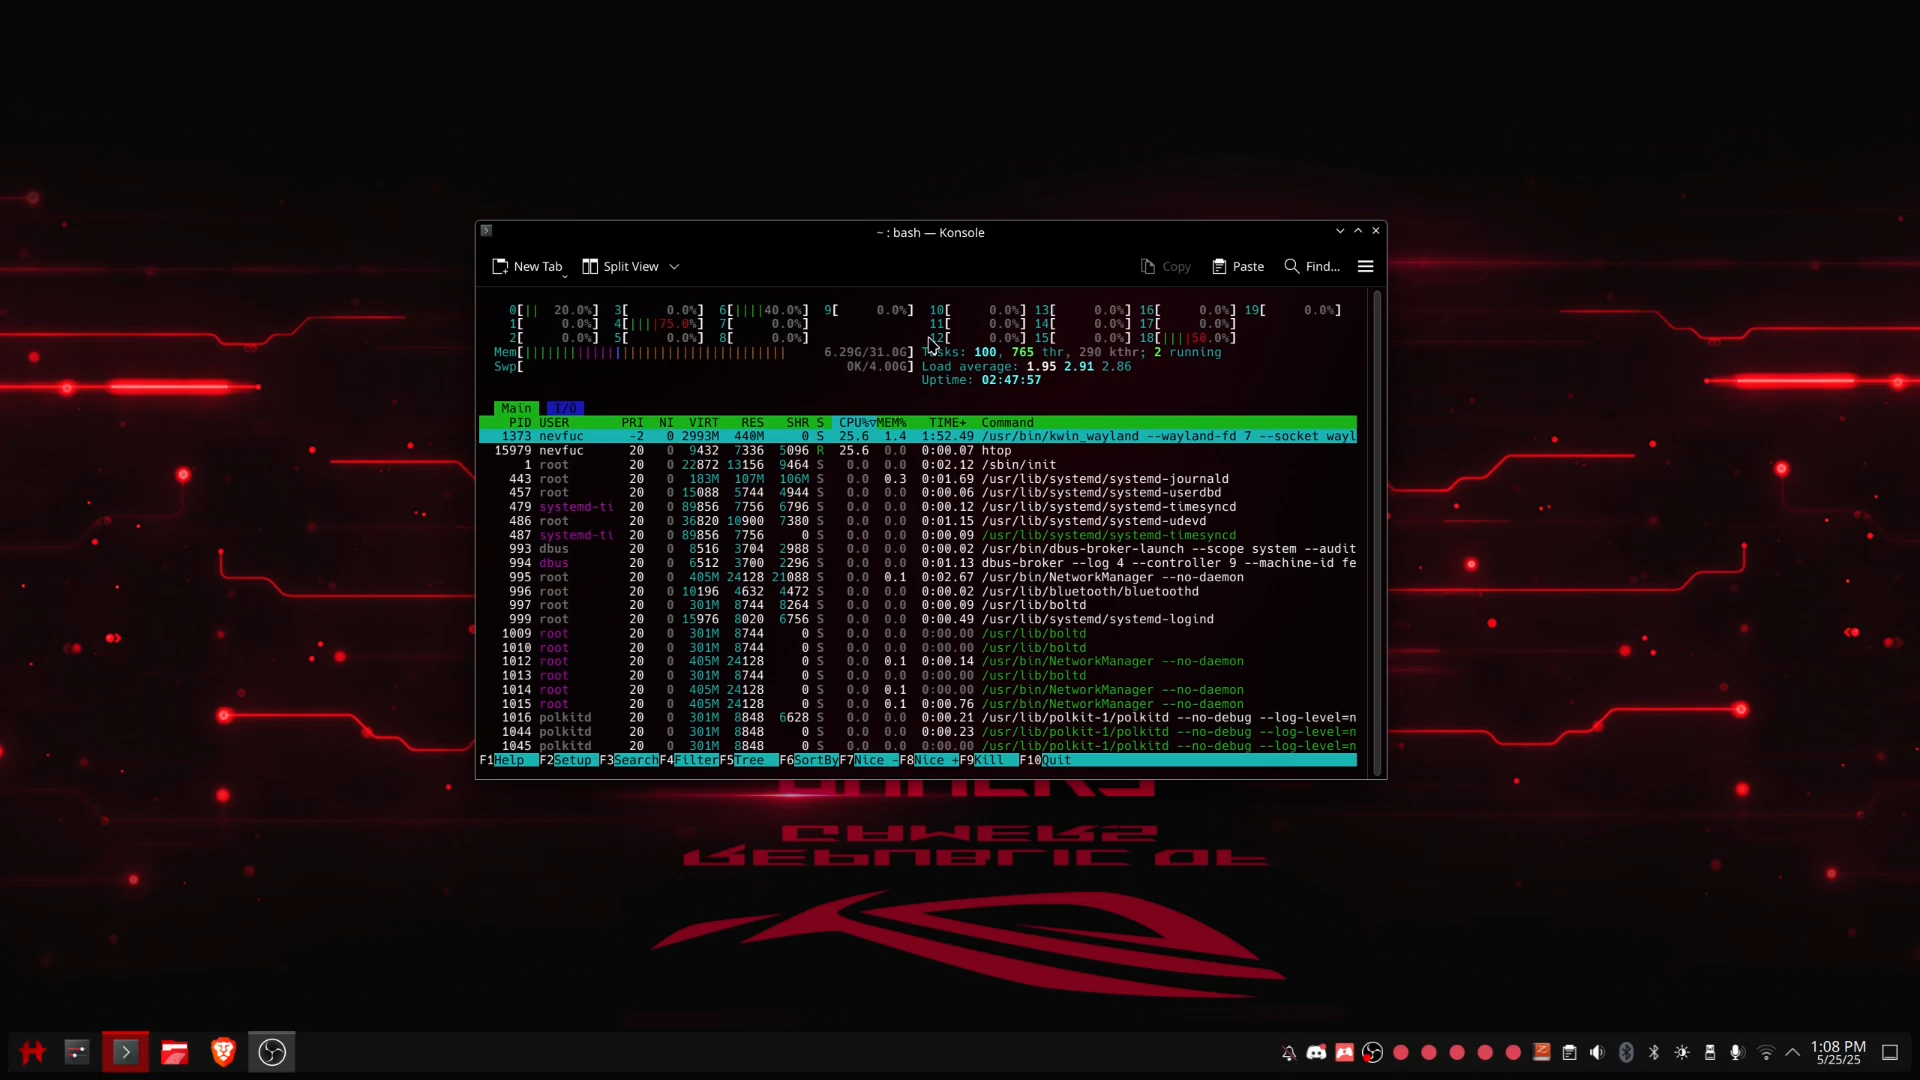 ~ : bash — Konsole
New Tab Split View Copy Paste Find...
0[|| 20.0%] 3[ 0.0%] 6[||||40.0%] 9[ 0.0%] 10[ 0.0%] 13[ 0.0%] 16[ 0.0%] 19[ 0.0%]
1[ 0.0%] 4[||||75.0%] 7[ 0.0%] 11[ 0.0%] 14[ 0.0%] 17[ 0.0%]
2[ 0.0%] 5[ 0.0%] 8[ 0.0%] 12[ 0.0%] 15[ 0.0%] 18[||||50.0%]
Mem[ 6.29G/31.0G] Tasks: 100, 765 thr, 290 kthr; 2 running
Swp[ 0K/4.00G] Load average: 1.95 2.91 2.86
Uptime: 02:47:57
Main I/O
PID USER PRI NI VIRT RES SHR S CPU%▽MEM% TIME+ Command
1373 nevfuc -2 0 2993M 440M 0 S 25.6 1.4 1:52.49 /usr/bin/kwin_wayland --wayland-fd 7 --socket wayl
15979 nevfuc 20 0 9432 7336 5096 R 25.6 0.0 0:00.07 htop
1 root 20 0 22872 13156 9464 S 0.0 0.0 0:02.12 /sbin/init
443 root 20 0 183M 107M 106M S 0.0 0.3 0:01.69 /usr/lib/systemd/systemd-journald
457 root 20 0 15088 5744 4944 S 0.0 0.0 0:00.06 /usr/lib/systemd/systemd-userdbd
479 systemd-ti 20 0 89856 7756 6796 S 0.0 0.0 0:00.12 /usr/lib/systemd/systemd-timesyncd
486 root 20 0 36820 10900 7380 S 0.0 0.0 0:01.15 /usr/lib/systemd/systemd-udevd
487 systemd-ti 20 0 89856 7756 0 S 0.0 0.0 0:00.09 /usr/lib/systemd/systemd-timesyncd
993 dbus 20 0 8516 3704 2988 S 0.0 0.0 0:00.02 /usr/bin/dbus-broker-launch --scope system --audit
994 dbus 20 0 6512 3700 2296 S 0.0 0.0 0:01.13 dbus-broker --log 4 --controller 9 --machine-id fe
995 root 20 0 405M 24128 21088 S 0.0 0.1 0:02.67 /usr/bin/NetworkManager --no-daemon
996 root 20 0 10196 4632 4472 S 0.0 0.0 0:00.02 /usr/lib/bluetooth/bluetoothd
997 root 20 0 301M 8744 8264 S 0.0 0.0 0:00.09 /usr/lib/boltd
999 root 20 0 15976 8020 6756 S 0.0 0.0 0:00.49 /usr/lib/systemd/systemd-logind
1009 root 20 0 301M 8744 0 S 0.0 0.0 0:00.00 /usr/lib/boltd
1010 root 20 0 301M 8744 0 S 0.0 0.0 0:00.00 /usr/lib/boltd
1012 root 20 0 405M 24128 0 S 0.0 0.1 0:00.14 /usr/bin/NetworkManager --no-daemon
1013 root 20 0 301M 8744 0 S 0.0 0.0 0:00.00 /usr/lib/boltd
1014 root 20 0 405M 24128 0 S 0.0 0.1 0:00.00 /usr/bin/NetworkManager --no-daemon
1015 root 20 0 405M 24128 0 S 0.0 0.1 0:00.76 /usr/bin/NetworkManager --no-daemon
1016 polkitd 20 0 301M 8848 6628 S 0.0 0.0 0:00.21 /usr/lib/polkit-1/polkitd --no-debug --log-level=n
1044 polkitd 20 0 301M 8848 0 S 0.0 0.0 0:00.23 /usr/lib/polkit-1/polkitd --no-debug --log-level=n
1045 polkitd 20 0 301M 8848 0 S 0.0 0.0 0:00.00 /usr/lib/polkit-1/polkitd --no-debug --log-level=n
F1Help F2Setup F3SearchF4FilterF5Tree F6SortByF7Nice -F8Nice +F9Kill F10Quit
GAMERS
REPUBLIC OF
1:08 PM
5/25/25